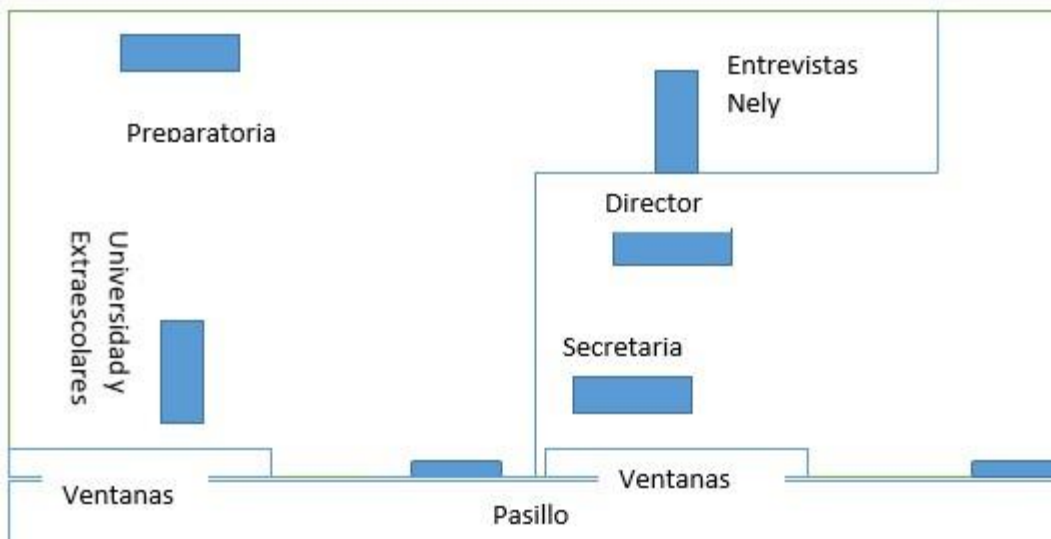 Entrevistas
Nely
Preparatoria
Director
Universidad y
Extraescolares
Secretaria
Ventanas
Ventanas
Pasillo